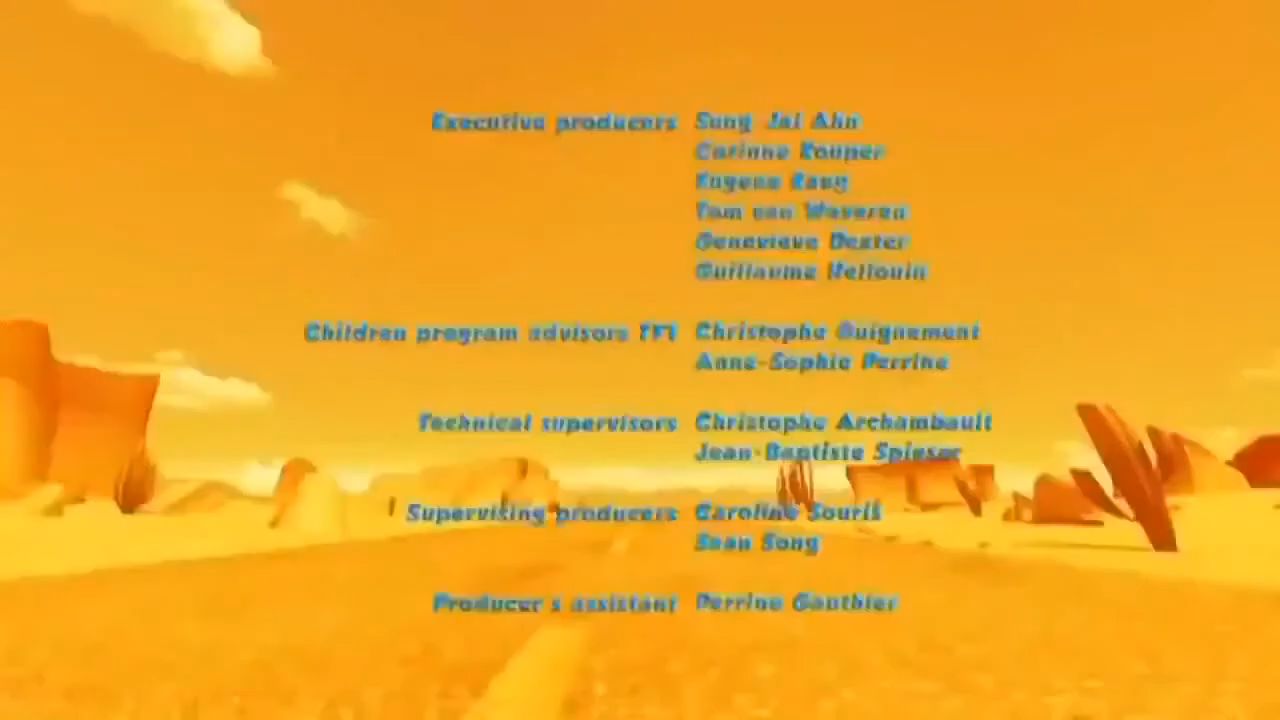 Executive producers Sung Jai Ahn
Corinne Kouper
Eugene Kang
Tom van Waveren
Genevieve Dexter
Guillaume Hellouin
Children program advisors TF1 Christophe Guignement
Anne-Sophie Perrine
Technical supervisors Christophe Archambault
Jean-Baptiste Spieser
Supervising producers Caroline Souris
Sean Song
Producer's assistant Perrine Gauthier